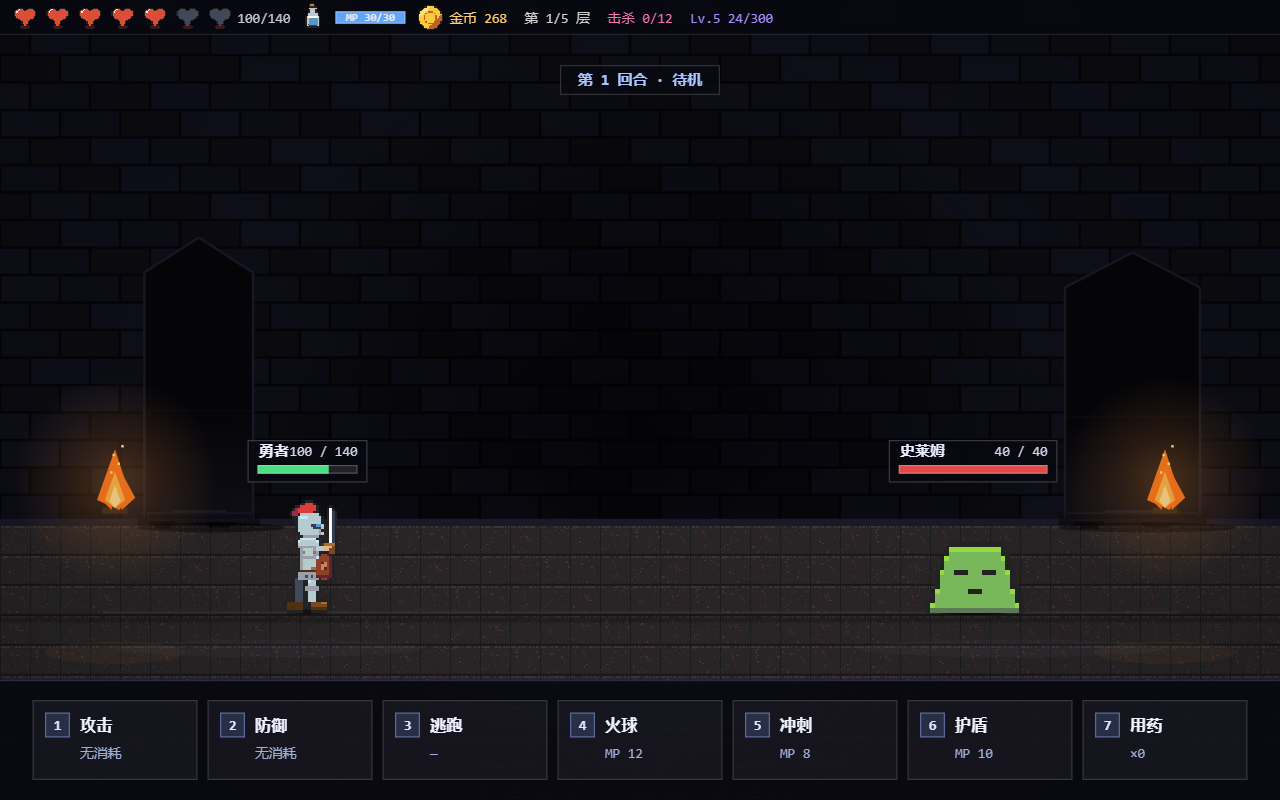 100/140 MP 30/30 金币 268 第 1/5 层 击杀 0/12 Lv.5 24/300
第 1 回合 · 待机
勇者100 / 140
史莱姆 40 / 40
1 攻击
无消耗
2 防御
无消耗
3 逃跑
—
4 火球
MP 12
5 冲刺
MP 8
6 护盾
MP 10
7 用药
×0